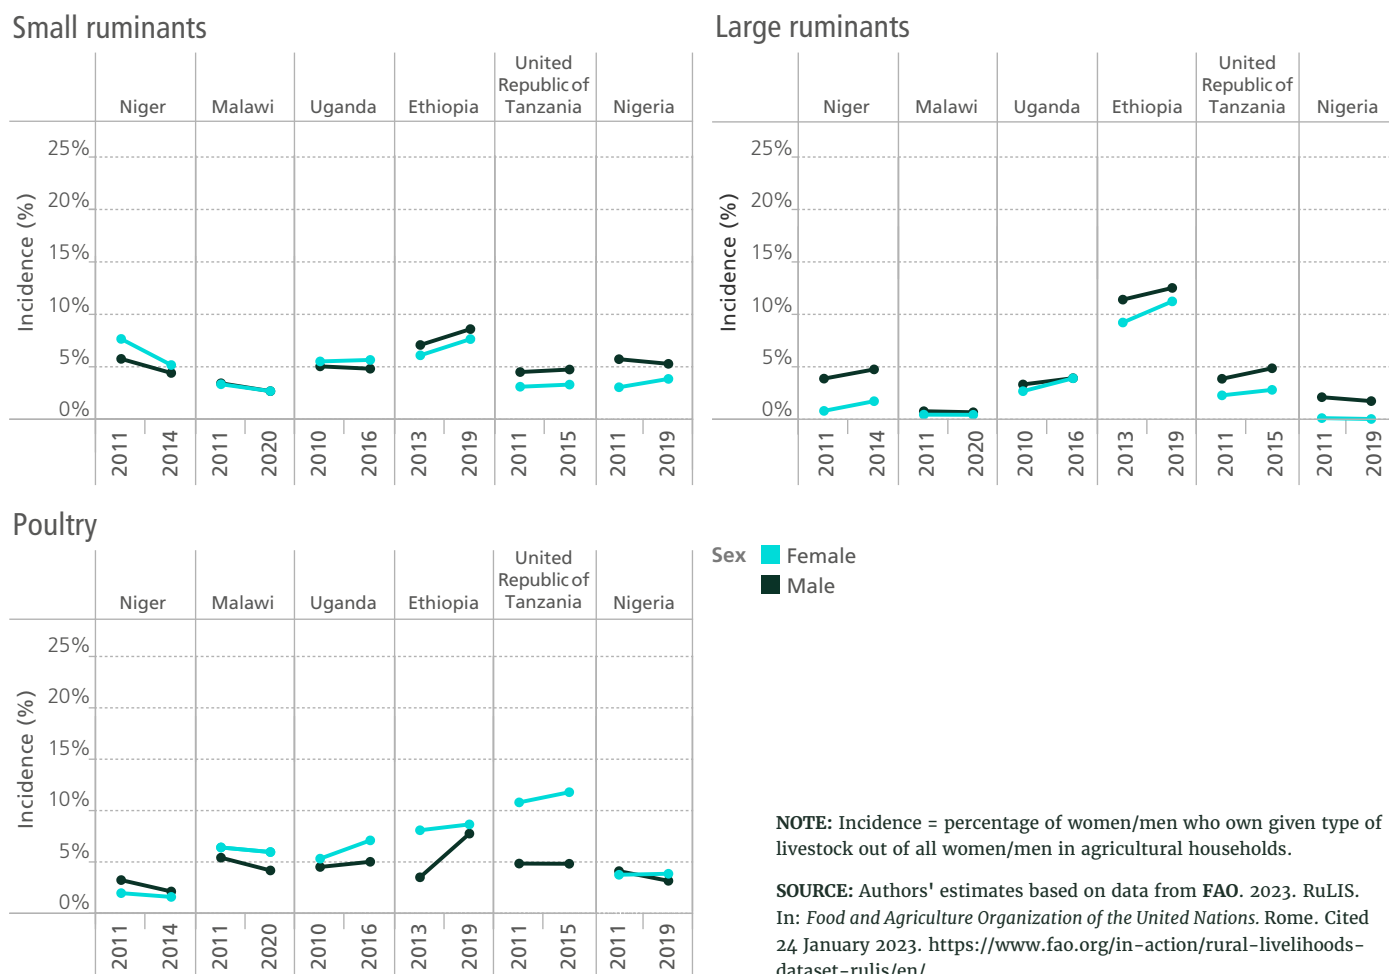 Small ruminants
Niger
Malawi
Uganda
Ethiopia
United
Republic of
Tanzania
Nigeria
Incidence (%)
25%
20%
15%
10%
5%
0%
2011
2014
2011
2020
2010
2016
2013
2019
2011
2015
2011
2019
Large ruminants
Niger
Malawi
Uganda
Ethiopia
United
Republic of
Tanzania
Nigeria
Incidence (%)
25%
20%
15%
10%
5%
0%
2011
2014
2011
2020
2010
2016
2013
2019
2011
2015
2011
2019
Poultry
Niger
Malawi
Uganda
Ethiopia
United
Republic of
Tanzania
Nigeria
Incidence (%)
25%
20%
15%
10%
5%
0%
2011
2014
2011
2020
2010
2016
2013
2019
2011
2015
2011
2019
Sex
Female
Male
NOTE: Incidence = percentage of women/men who own given type of
livestock out of all women/men in agricultural households.
SOURCE: Authors' estimates based on data from FAO. 2023. RuLIS.
In: Food and Agriculture Organization of the United Nations. Rome. Cited
24 January 2023. https://www.fao.org/in-action/rural-livelihoods-
dataset-rulis/en/